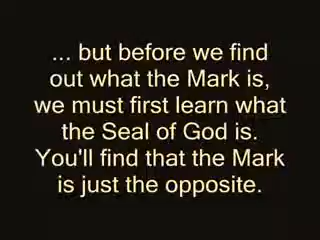 ... but before we find
out what the Mark is,
we must first learn what
the Seal of God is.
You'll find that the Mark
is just the opposite.